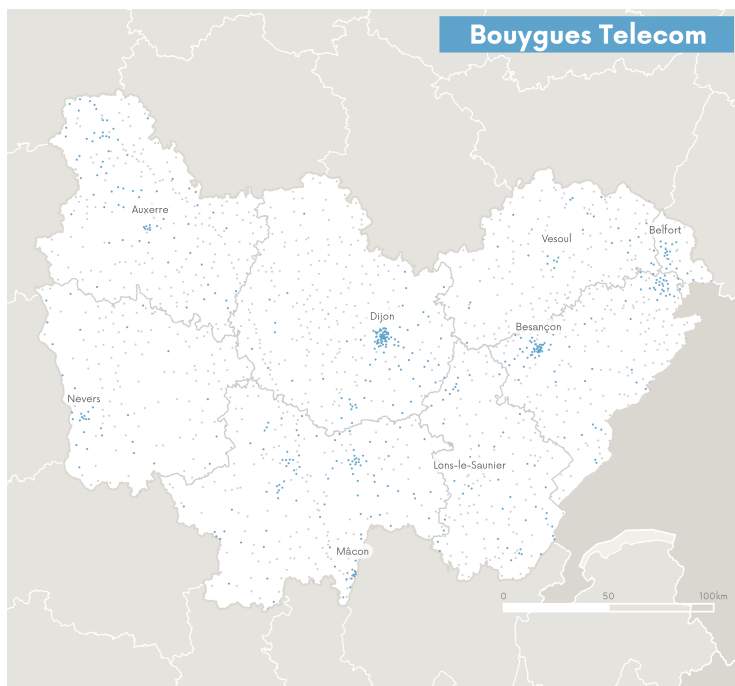 Bouygues Telecom
Auxerre
Belfort
Vesoul
Dijon
Besançon
Nevers
Lons-le-Saunier
Mâcon
0 50 100km